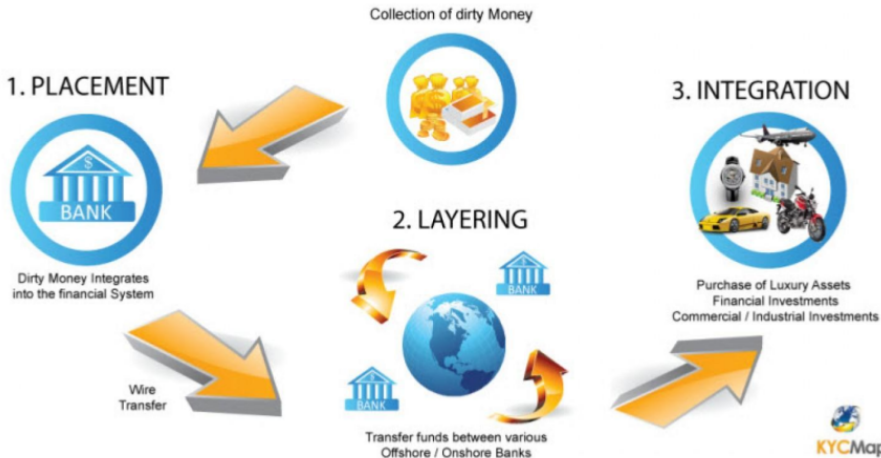 Collection of dirty Money
1. PLACEMENT
$
BANK
Dirty Money Integrates
into the financial System
Wire
Transfer
2. LAYERING
$
BANK
$
BANK
Transfer funds between various
Offshore / Onshore Banks
3. INTEGRATION
Purchase of Luxury Assets
Financial Investments
Commercial / Industrial Investments
KYCMap